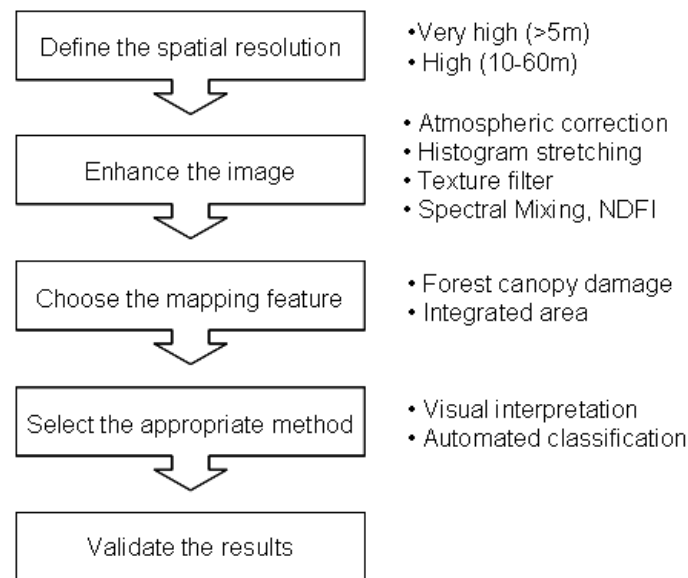 Define the spatial resolution
•Very high (>5m)
• High (10-60m)
Enhance the image
• Atmospheric correction
• Histogram stretching
• Texture filter
• Spectral Mixing, NDFI
Choose the mapping feature
• Forest canopy damage
• Integrated area
Select the appropriate method
• Visual interpretation
• Automated classification
Validate the results